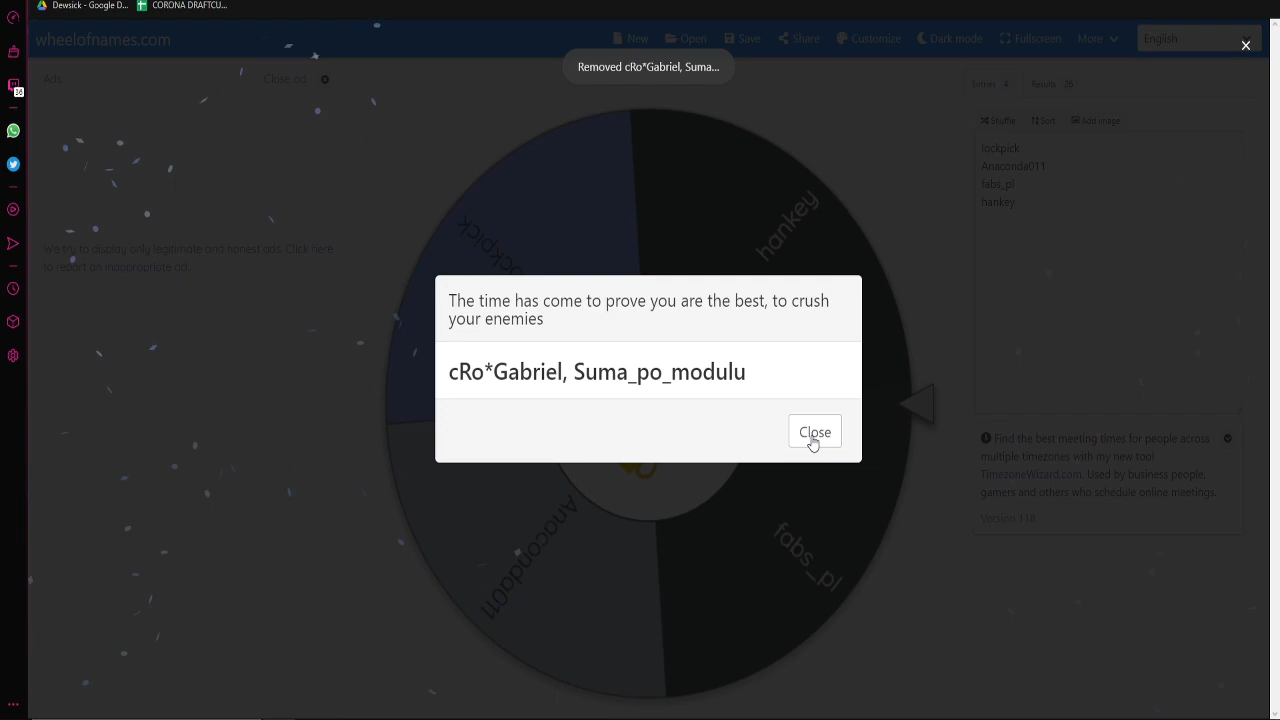 Dewsick - Google D...
CORONA DRAFTCU...
wheelofnames.com
New
Open
Save
Share
Customize
Dark mode
Fullscreen
More
English
Removed cRo*Gabriel, Suma...
Ads
Close ad
Entries 4
Results 26
Shuffle
Sort
Add image
lockpick
Anaconda011
fabs_pl
hankey
36
hankey
lockpick
We try to display only legitimate and honest ads. Click here
to report an inappropriate ad.
The time has come to prove you are the best, to crush
your enemies
cRo*Gabriel, Suma_po_modulu
Close
Find the best meeting times for people across
multiple timezones with my new tool
TimezoneWizard.com. Used by business people,
gamers and others who schedule online meetings.
Version 118
Anaconda011
fabs_pl